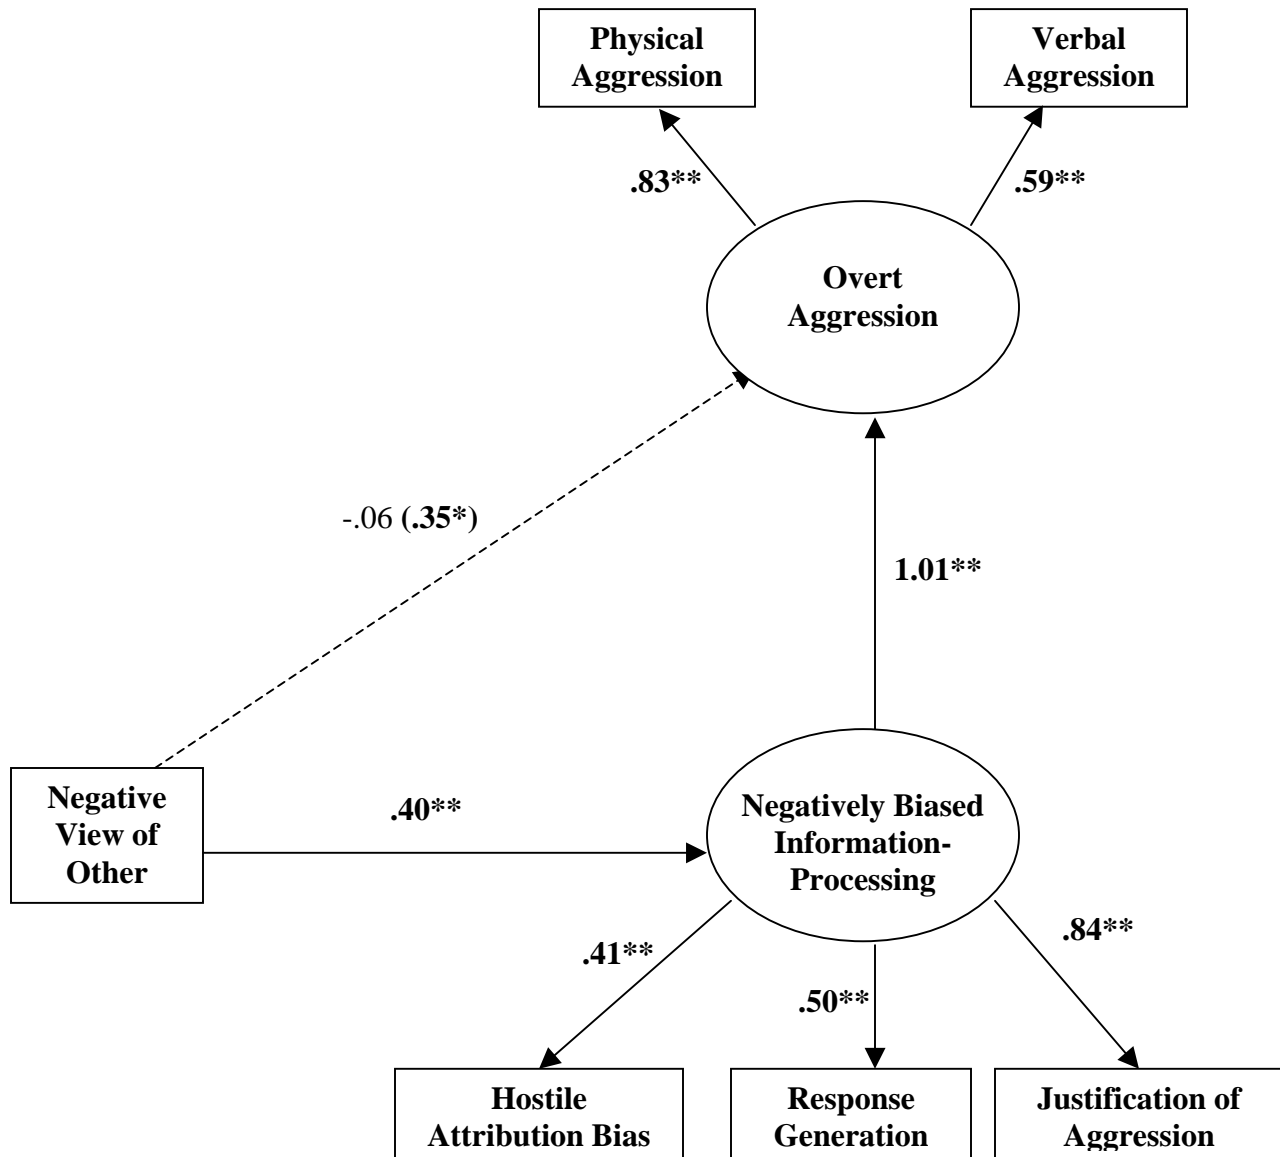 Physical
Aggression
Verbal
Aggression
.83**
.59**
Overt
Aggression
-.06 (.35*)
1.01**
Negative
View of
Other
.40**
Negatively Biased
Information-
Processing
.41**
.50**
.84**
Hostile
Attribution Bias
Response
Generation
Justification of
Aggression